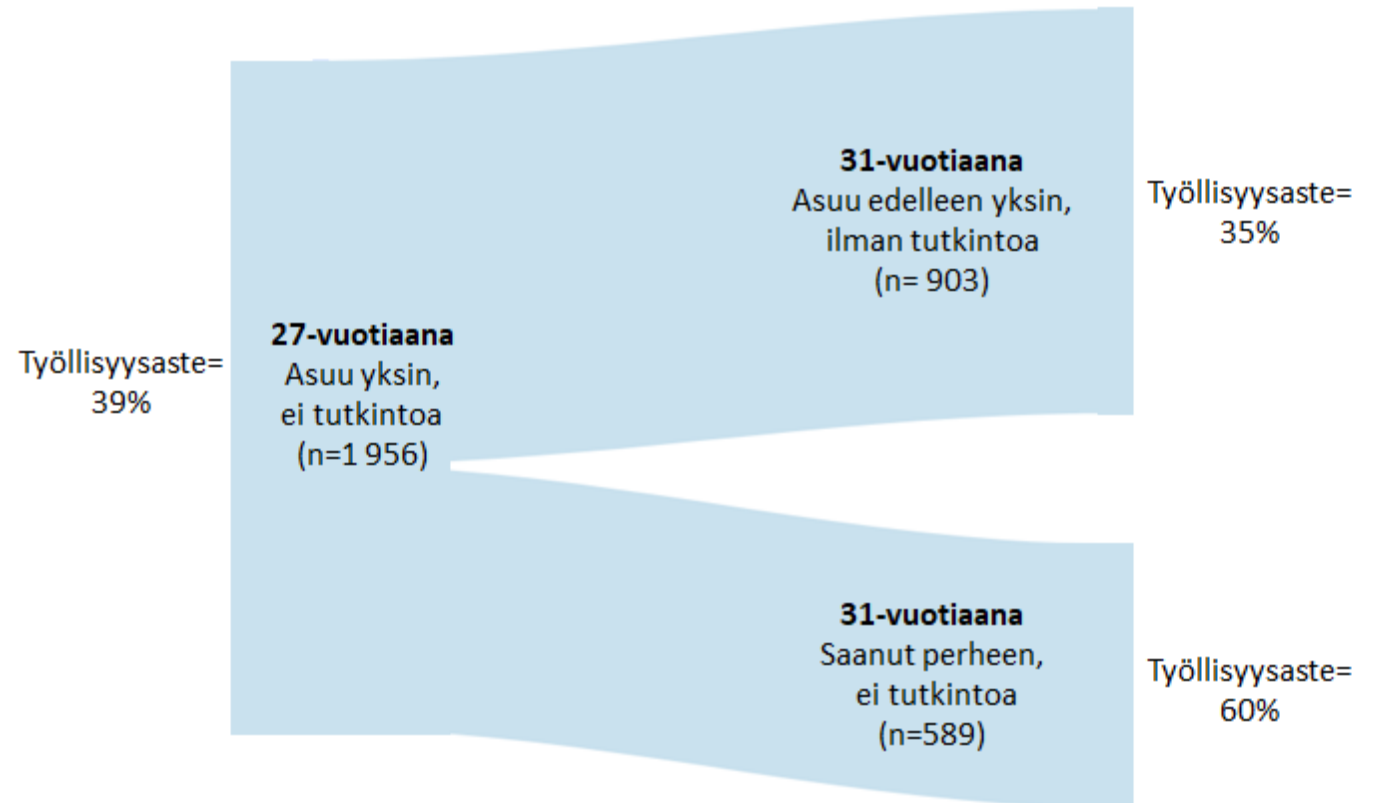 Työllisyysaste=
39%
27-vuotiaana
Asuu yksin,
ei tutkintoa
(n=1 956)
31-vuotiaana
Asuu edelleen yksin,
ilman tutkintoa
(n= 903)
Työllisyysaste=
35%
31-vuotiaana
Saanut perheen,
ei tutkintoa
(n=589)
Työllisyysaste=
60%